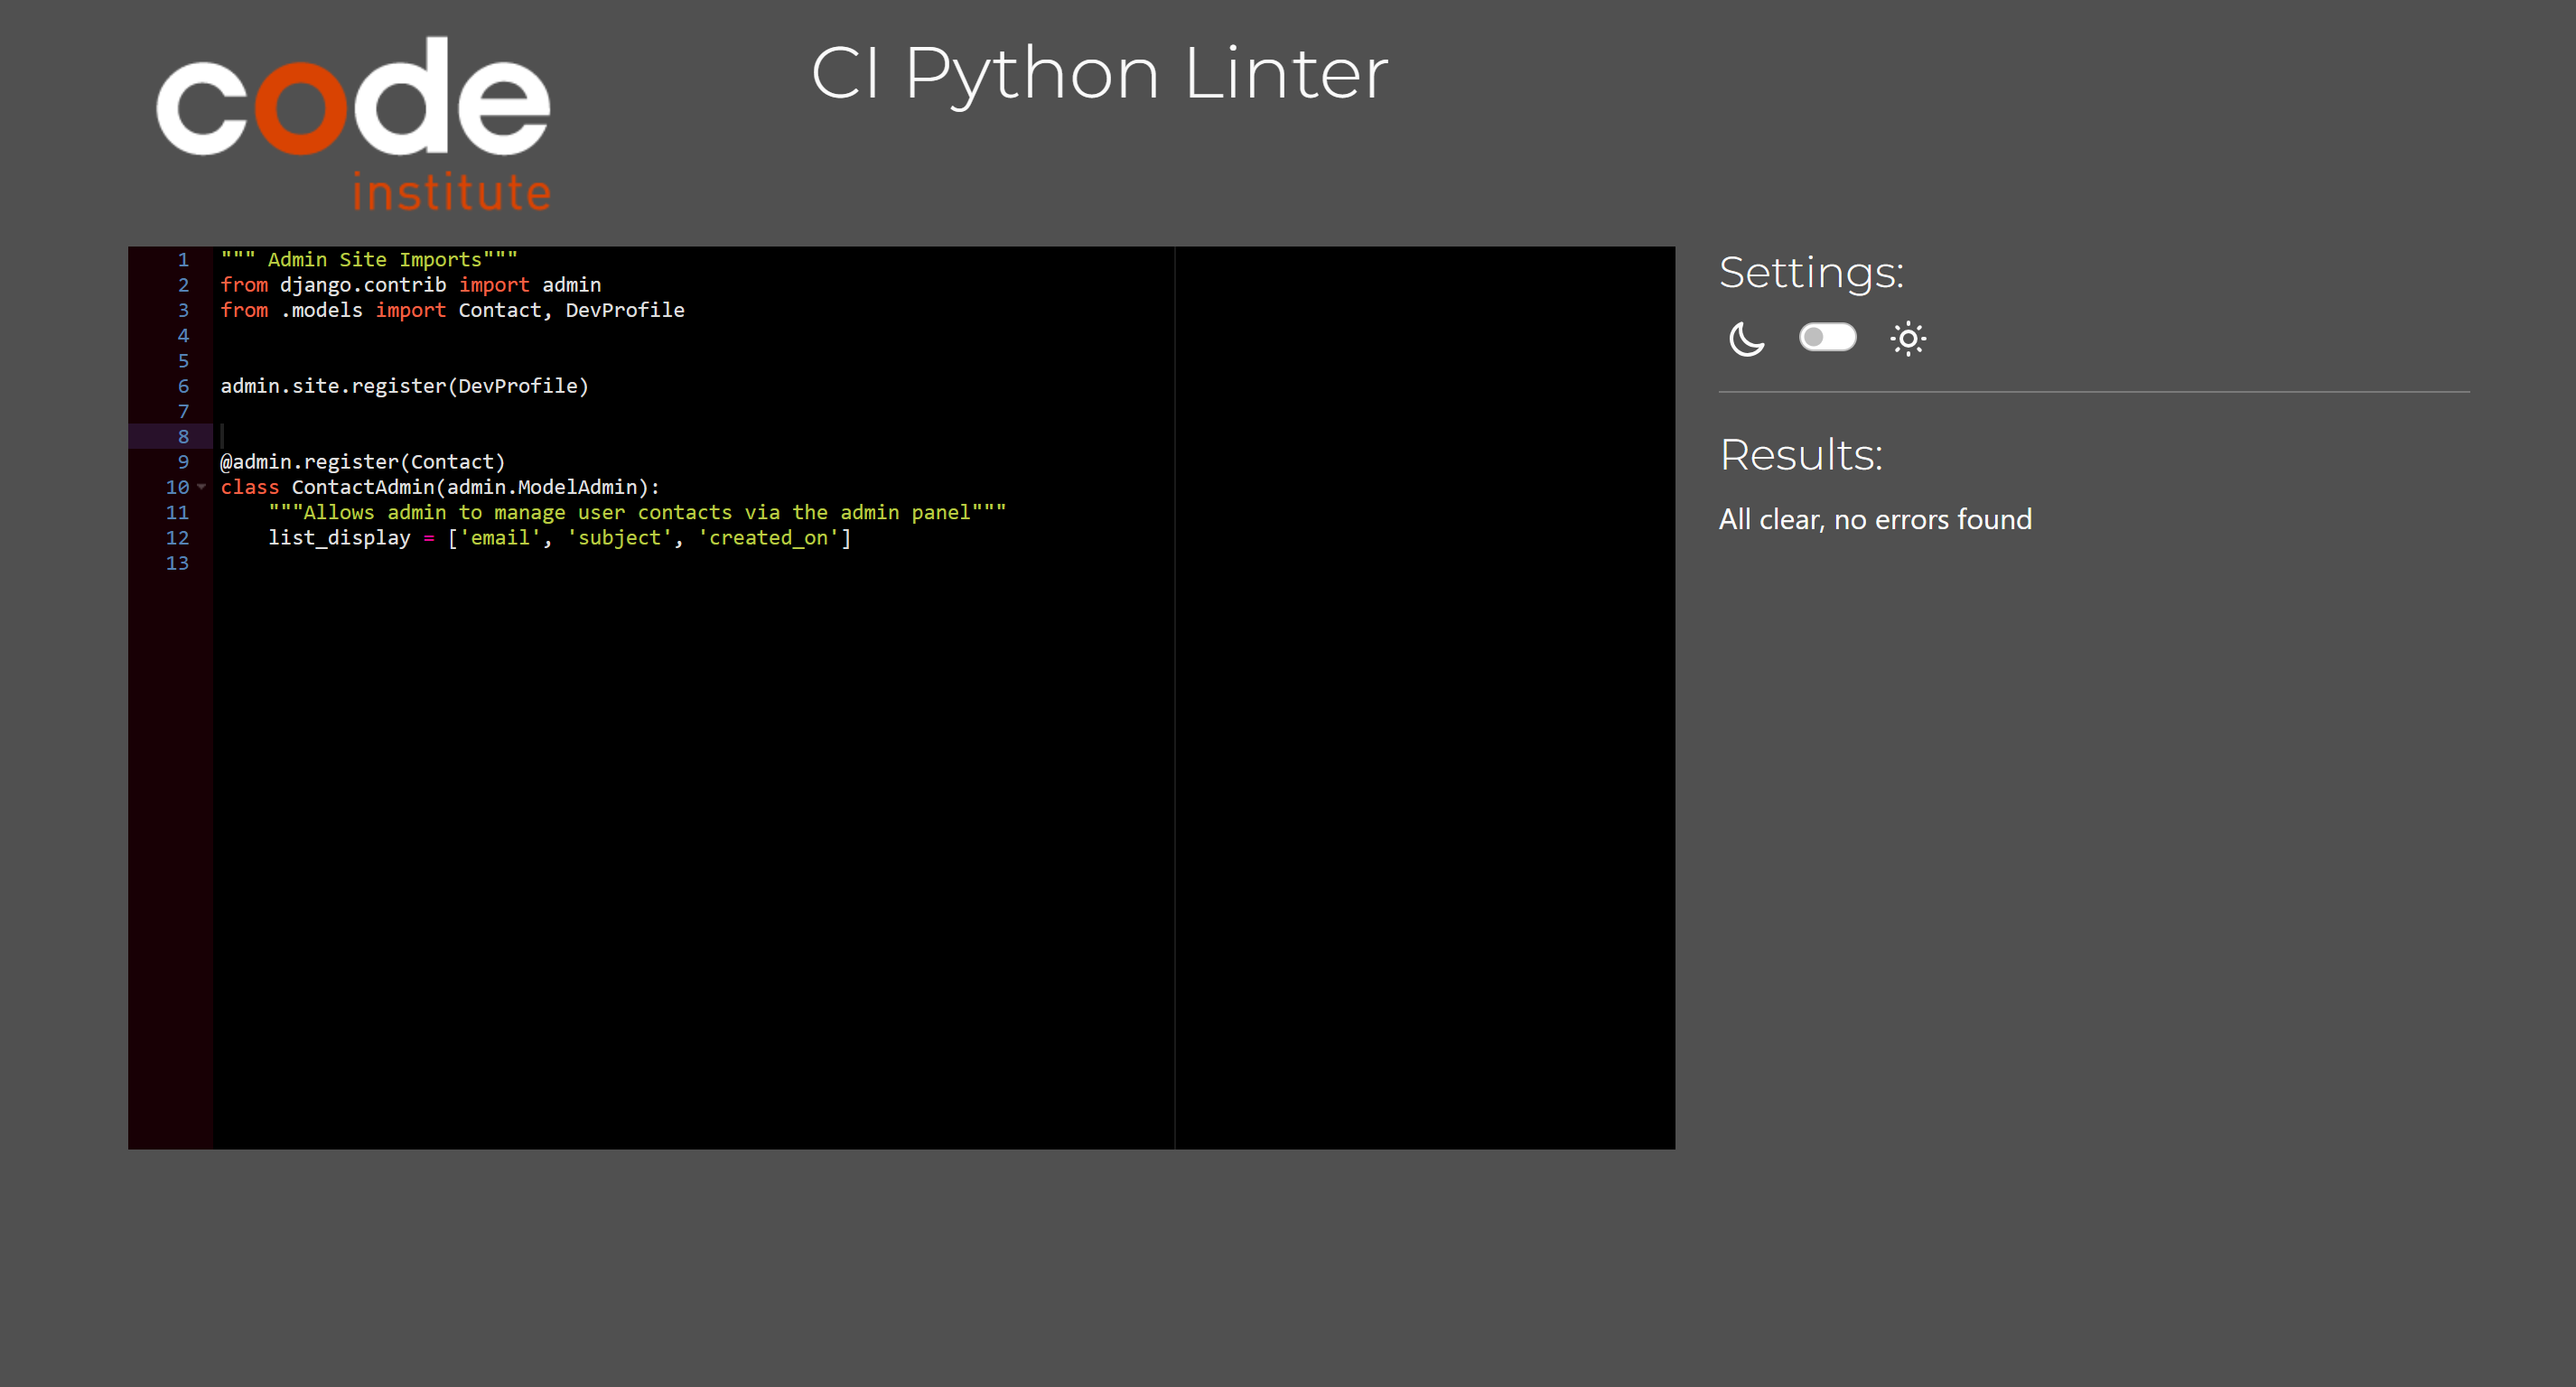 code
institute
CI Python Linter
1 """ Admin Site Imports"""
2 from django.contrib import admin
3 from .models import Contact, DevProfile
4
5
6 admin.site.register(DevProfile)
7
8
9 @admin.register(Contact)
10 class ContactAdmin(admin.ModelAdmin):
11     """Allows admin to manage user contacts via the admin panel"""
12     list_display = ['email', 'subject', 'created_on']
13
Settings:
Results:
All clear, no errors found